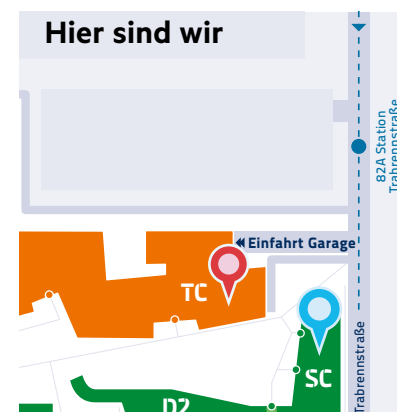 Hier sind wir
82A Station
Trabrennstraße
Einfahrt Garage
TC
SC
Trabrennstraße
D2